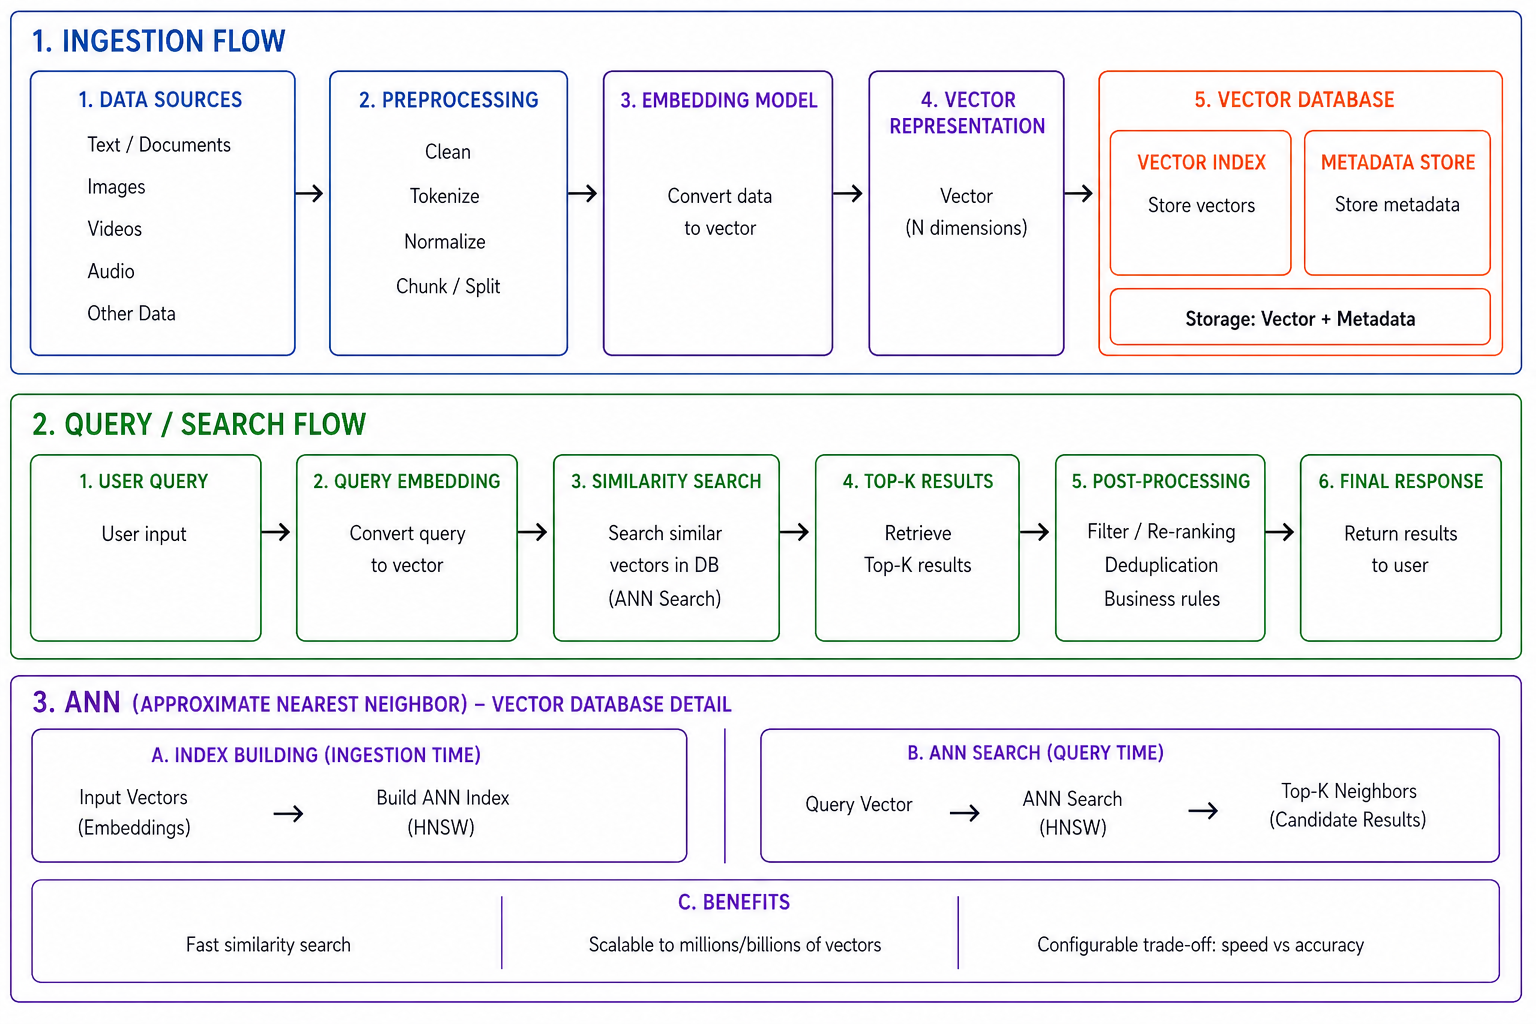 1. INGESTION FLOW
1. DATA SOURCES
Text / Documents
Images
Videos
Audio
Other Data
2. PREPROCESSING
Clean
Tokenize
Normalize
Chunk / Split
3. EMBEDDING MODEL
Convert data
to vector
4. VECTOR
REPRESENTATION
Vector
(N dimensions)
5. VECTOR DATABASE
VECTOR INDEX
Store vectors
METADATA STORE
Store metadata
Storage: Vector + Metadata
2. QUERY / SEARCH FLOW
1. USER QUERY
User input
2. QUERY EMBEDDING
Convert query
to vector
3. SIMILARITY SEARCH
Search similar
vectors in DB
(ANN Search)
4. TOP-K RESULTS
Retrieve
Top-K results
5. POST-PROCESSING
Filter / Re-ranking
Deduplication
Business rules
6. FINAL RESPONSE
Return results
to user
3. ANN (APPROXIMATE NEAREST NEIGHBOR) – VECTOR DATABASE DETAIL
A. INDEX BUILDING (INGESTION TIME)
Input Vectors
(Embeddings)
Build ANN Index
(HNSW)
B. ANN SEARCH (QUERY TIME)
Query Vector
ANN Search
(HNSW)
Top-K Neighbors
(Candidate Results)
C. BENEFITS
Fast similarity search
Scalable to millions/billions of vectors
Configurable trade-off: speed vs accuracy